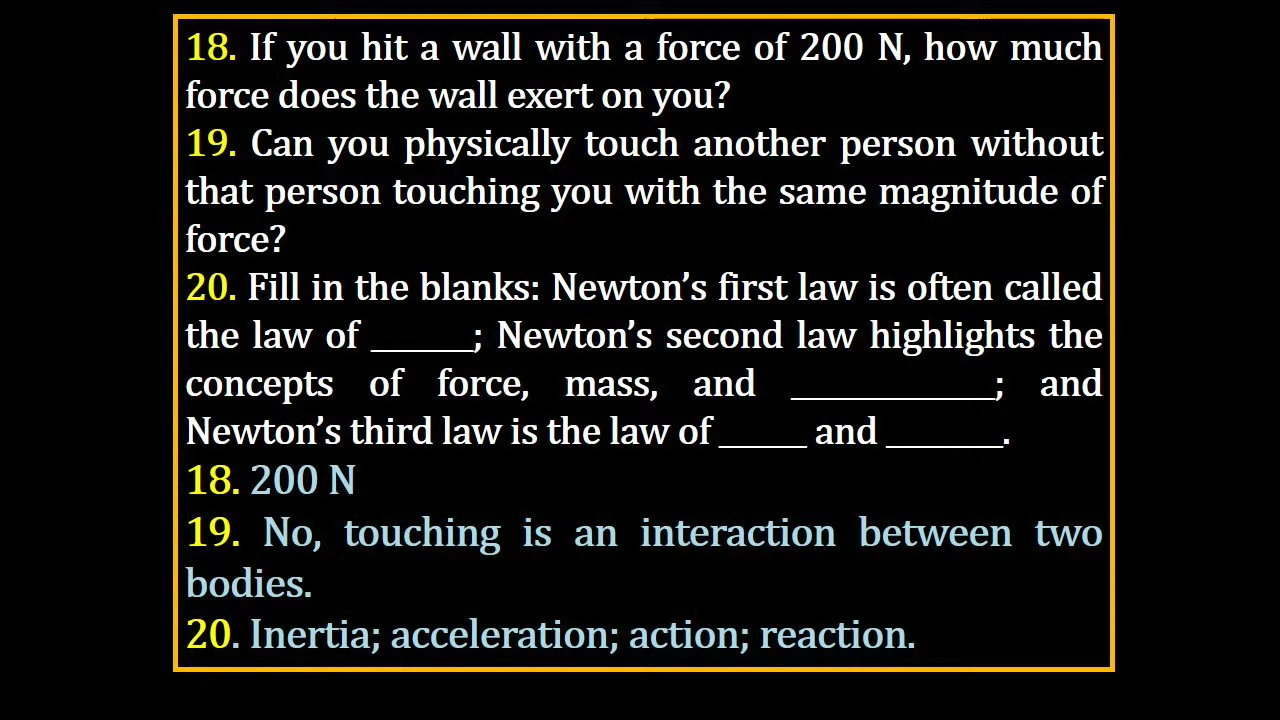 18. If you hit a wall with a force of 200 N, how much
force does the wall exert on you?
19. Can you physically touch another person without
that person touching you with the same magnitude of
force?
20. Fill in the blanks: Newton’s first law is often called
the law of ______; Newton’s second law highlights the
concepts of force, mass, and ____________; and
Newton’s third law is the law of _____ and _______.
18. 200 N
19. No, touching is an interaction between two
bodies.
20. Inertia; acceleration; action; reaction.